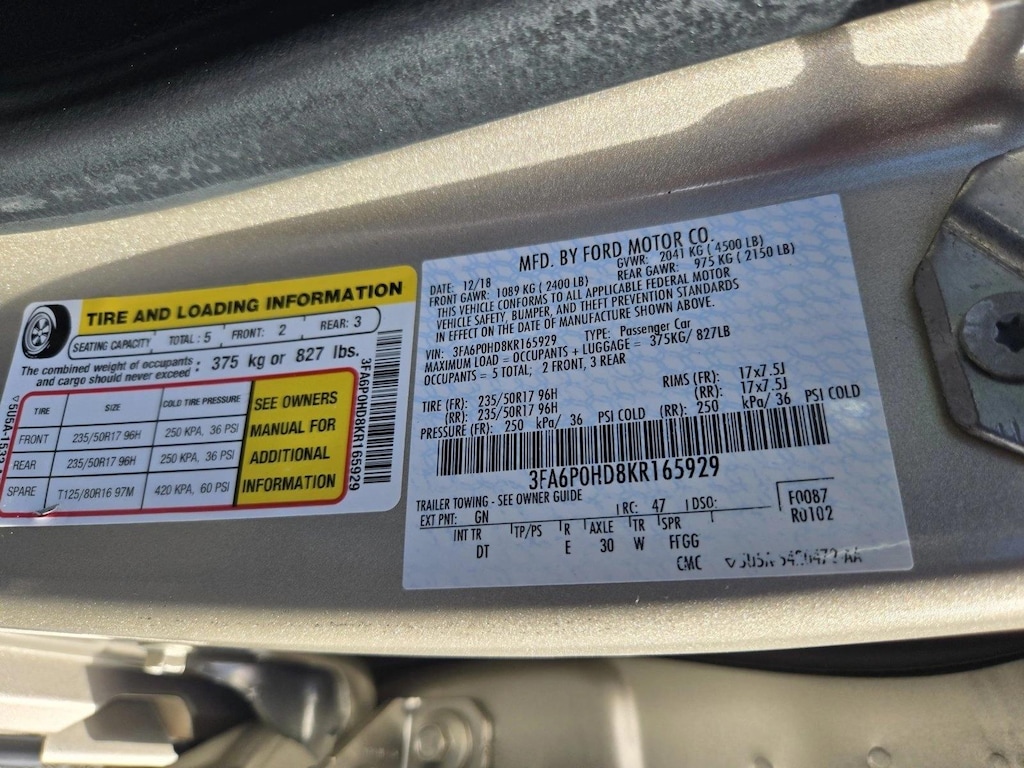 TIRE AND LOADING INFORMATION
SEATING CAPACITY TOTAL : 5 FRONT: 2 REAR: 3
The combined weight of occupants
and cargo should never exceed : 375 kg or 827 lbs.
TIRE SIZE COLD TIRE PRESSURE
FRONT 235/50R17 96H 250 KPA, 36 PSI
REAR 235/50R17 96H 250 KPA, 36 PSI
SPARE T125/80R16 97M 420 KPA, 60 PSI
SEE OWNERS
MANUAL FOR
ADDITIONAL
INFORMATION
3FA6P0HD8KR165929
MFD. BY FORD MOTOR CO.
DATE: 12/18 GVWR: 2041 KG ( 4500 LB)
FRONT GAWR: 1089 KG ( 2400 LB) REAR GAWR: 975 KG ( 2150 LB)
THIS VEHICLE CONFORMS TO ALL APPLICABLE FEDERAL MOTOR
VEHICLE SAFETY, BUMPER, AND THEFT PREVENTION STANDARDS
IN EFFECT ON THE DATE OF MANUFACTURE SHOWN ABOVE.
VIN: 3FA6P0HD8KR165929 TYPE: Passenger Car
MAXIMUM LOAD = OCCUPANTS + LUGGAGE = 375KG/ 827LB
OCCUPANTS = 5 TOTAL; 2 FRONT, 3 REAR
TIRE (FR): 235/50R17 96H RIMS (FR): 17x7.5J
(RR): 235/50R17 96H (RR): 17x7.5J
PRESSURE (FR): 250 kPa/ 36 PSI COLD (RR): 250 kPa/ 36 PSI COLD
3FA6P0HD8KR165929
TRAILER TOWING - SEE OWNER GUIDE
EXT PNT: GN RC: 47 DSO: F0087
R0102
INT TR TP/PS R AXLE TR SPR
DT E 30 W FFGG
CMC